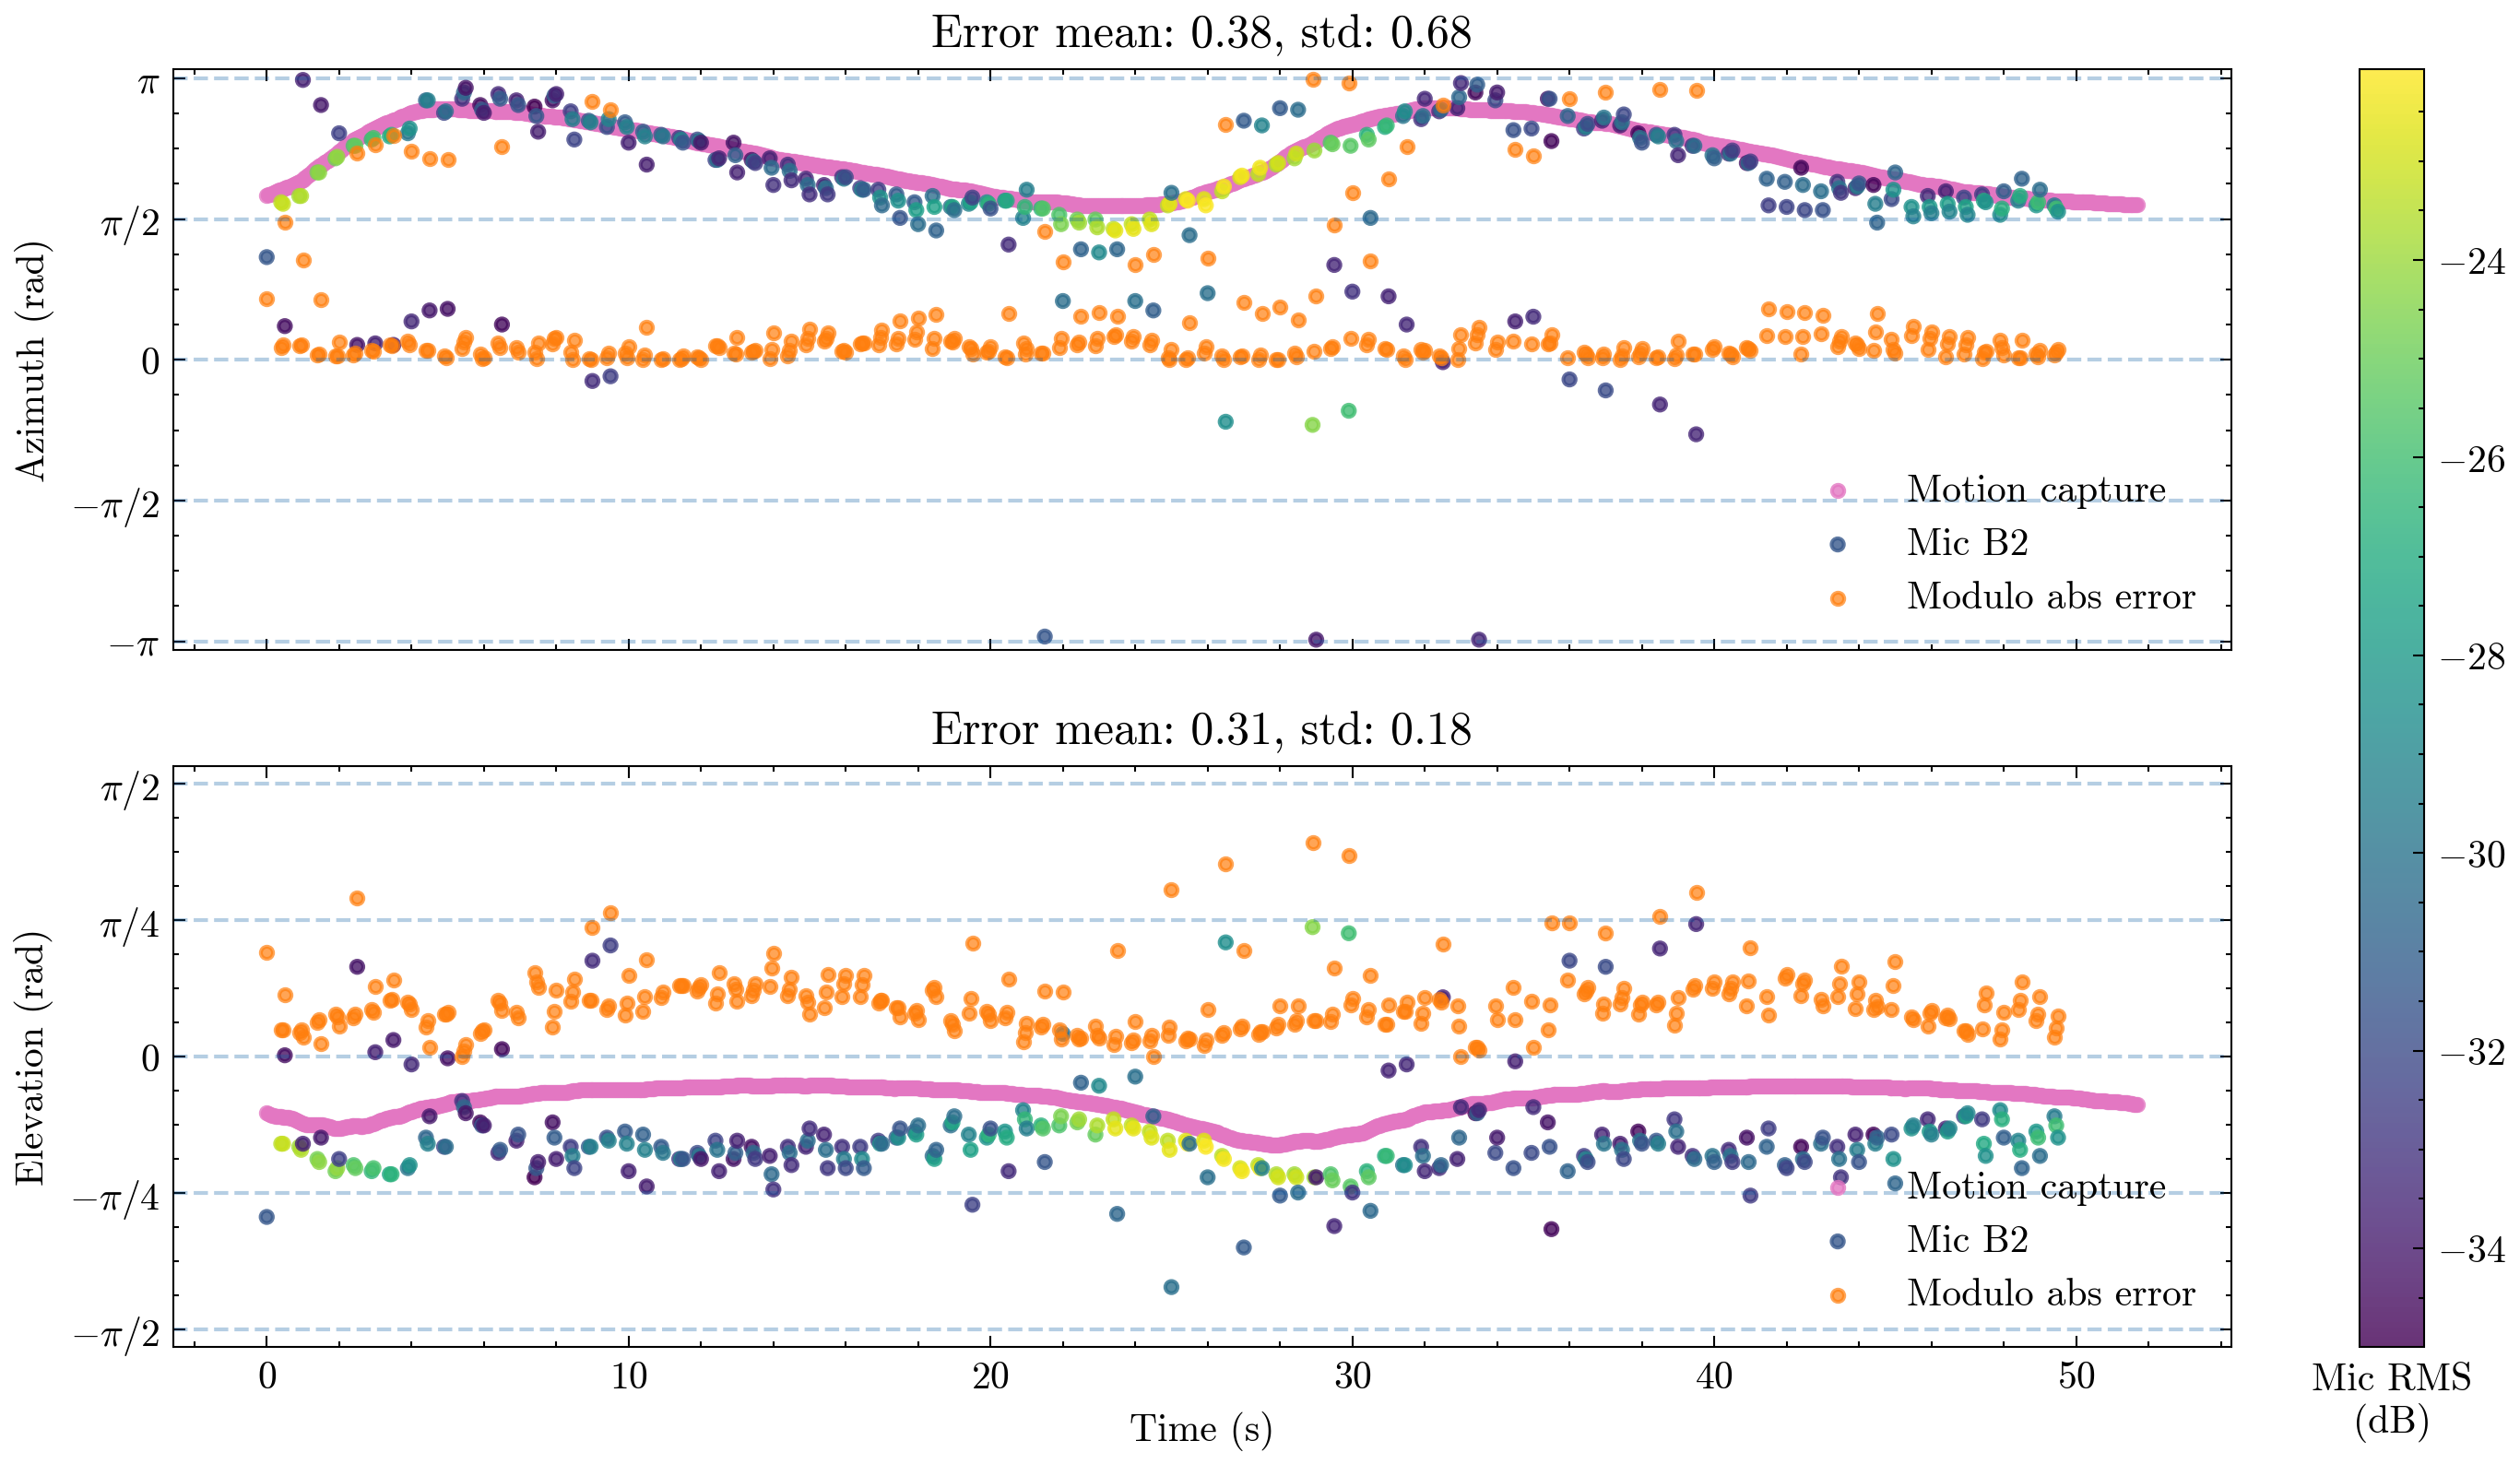 Error mean: 0.38, std: 0.68
π
π/2
0
−π/2
−π
Azimuth (rad)
Motion capture
Mic B2
Modulo abs error
Error mean: 0.31, std: 0.18
π/2
π/4
0
−π/4
−π/2
Elevation (rad)
Motion capture
Mic B2
Modulo abs error
0 10 20 30 40 50
Time (s)
−24
−26
−28
−30
−32
−34
Mic RMS
(dB)